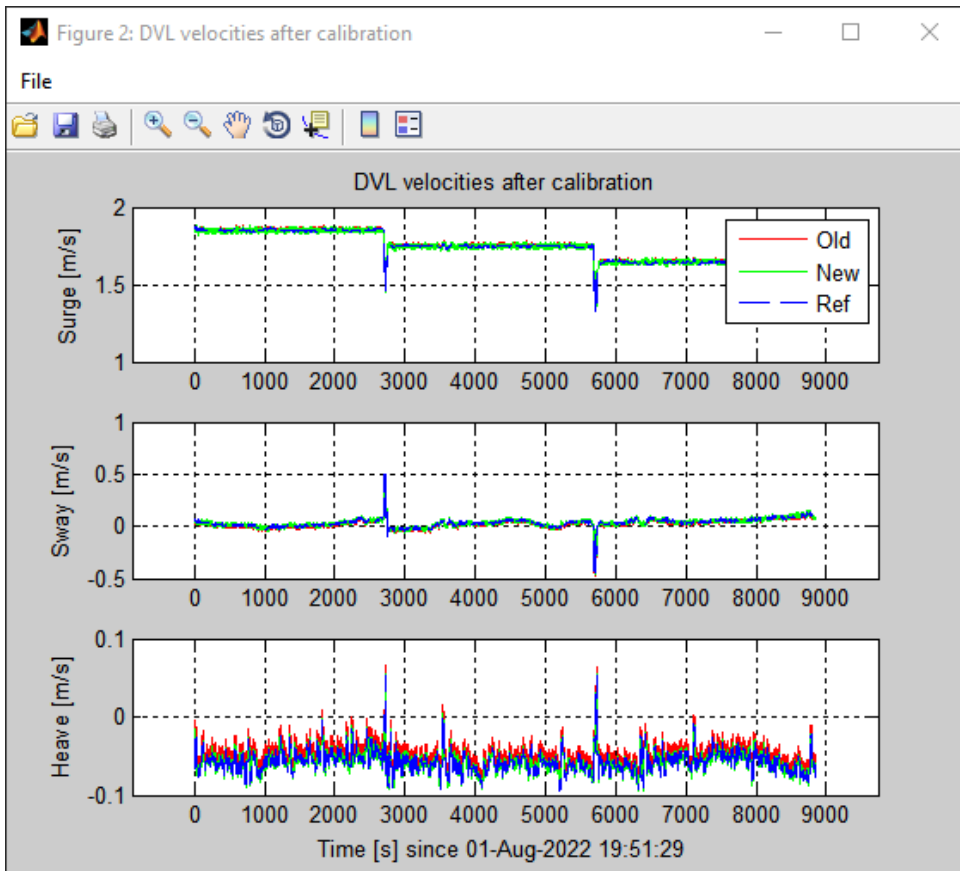 Figure 2: DVL velocities after calibration
File
DVL velocities after calibration
Surge [m/s]
2
1.5
1
0 1000 2000 3000 4000 5000 6000 7000 8000 9000
Old
New
Ref
Sway [m/s]
1
0.5
0
-0.5
0 1000 2000 3000 4000 5000 6000 7000 8000 9000
Heave [m/s]
0.1
0
-0.1
0 1000 2000 3000 4000 5000 6000 7000 8000 9000
Time [s] since 01-Aug-2022 19:51:29